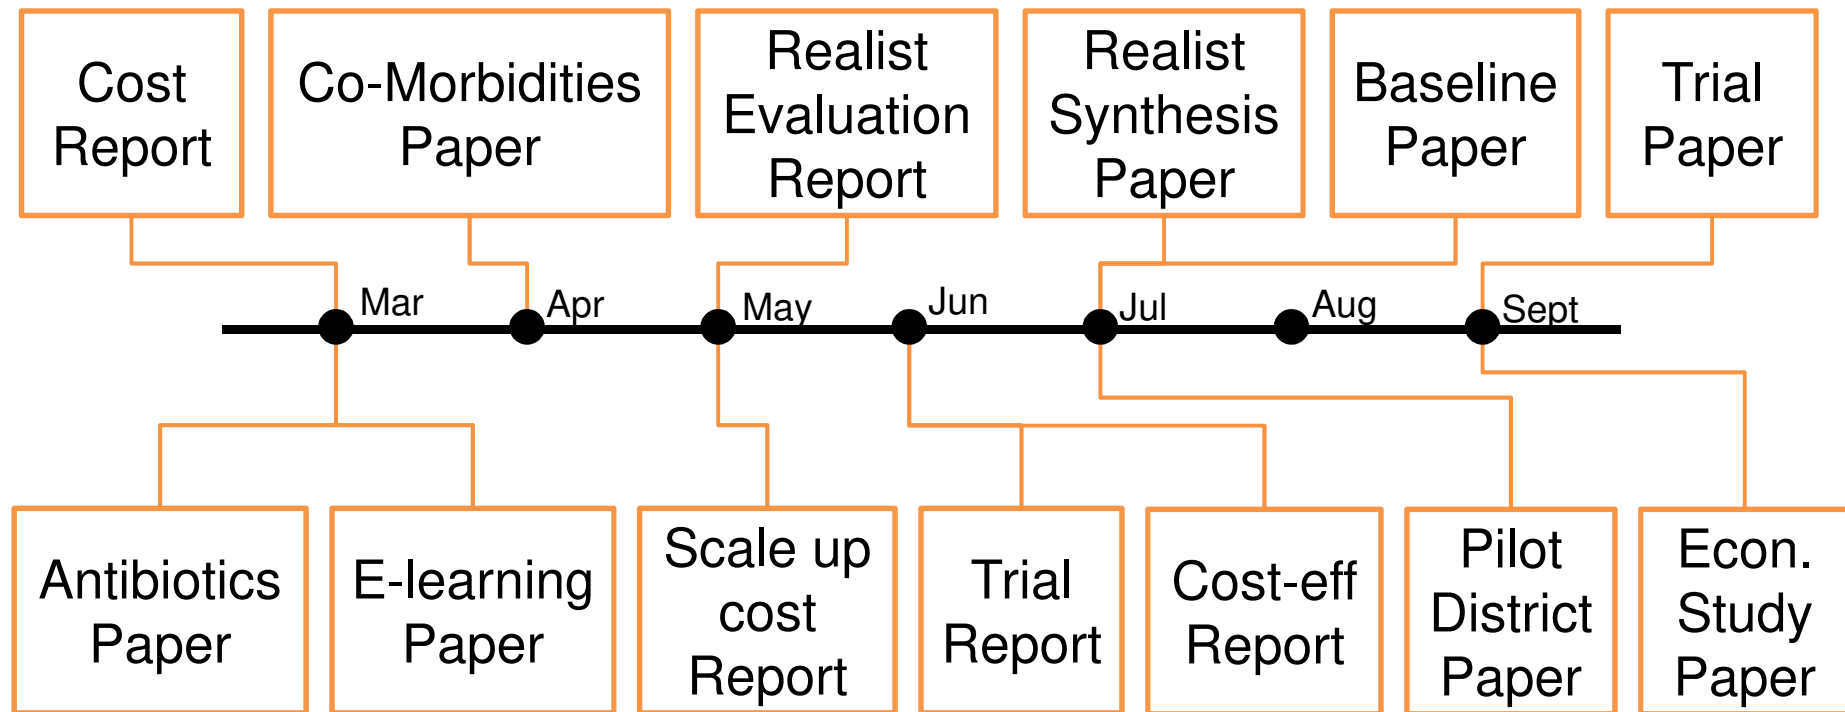 Cost
Report
Co-Morbidities
Paper
Realist
Evaluation
Report
Realist
Synthesis
Paper
Baseline
Paper
Trial
Paper
Mar
Apr
May
Jun
Jul
Aug
Sept
Antibiotics
Paper
E-learning
Paper
Scale up
cost
Report
Trial
Report
Cost-eff
Report
Pilot
District
Paper
Econ.
Study
Paper